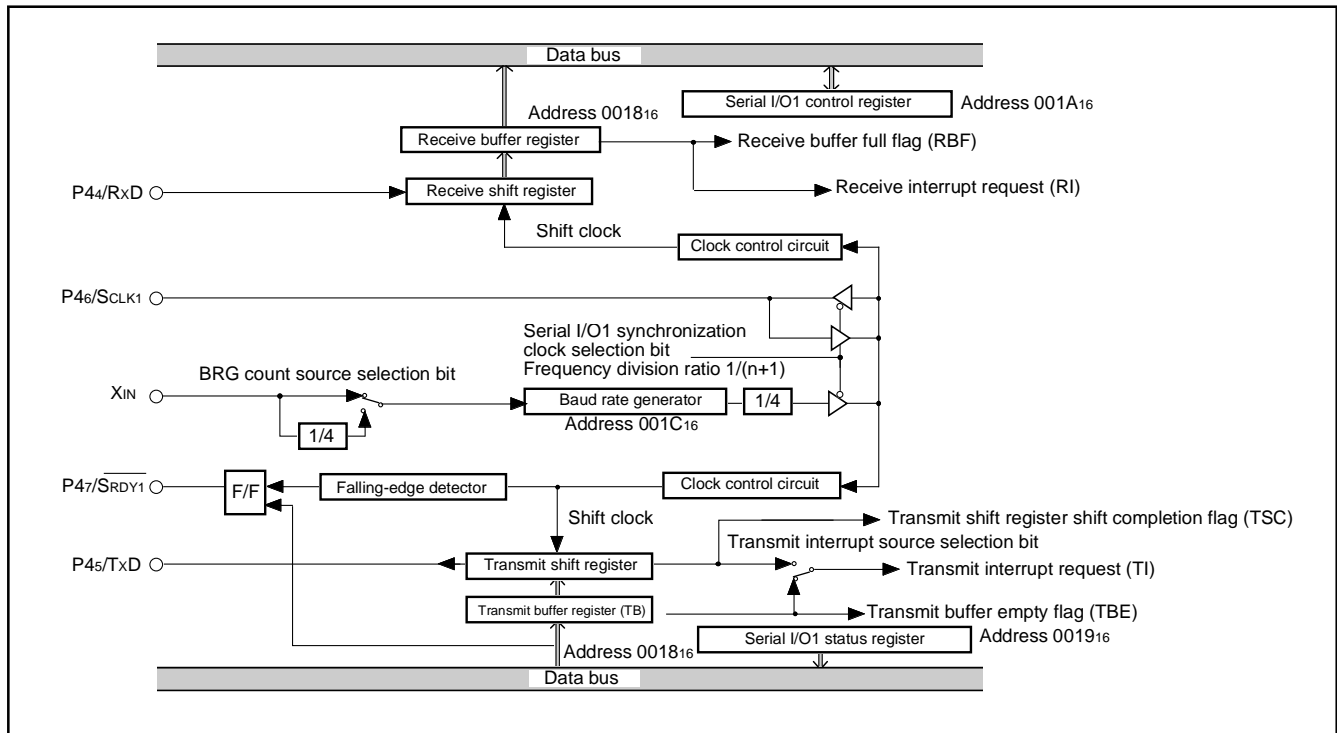 Data bus
Serial I/O1 control register
Address 001A16
Address 001816
Receive buffer register
Receive buffer full flag (RBF)
P44/RXD
Receive shift register
Receive interrupt request (RI)
Shift clock
Clock control circuit
P46/SCLK1
Serial I/O1 synchronization
clock selection bit
Frequency division ratio 1/(n+1)
BRG count source selection bit
XIN
Baud rate generator
1/4
Address 001C16
1/4
P47/SRDY1
F/F
Falling-edge detector
Clock control circuit
Shift clock
Transmit shift register shift completion flag (TSC)
Transmit interrupt source selection bit
P45/TXD
Transmit shift register
Transmit interrupt request (TI)
Transmit buffer register (TB)
Transmit buffer empty flag (TBE)
Serial I/O1 status register
Address 001916
Address 001816
Data bus